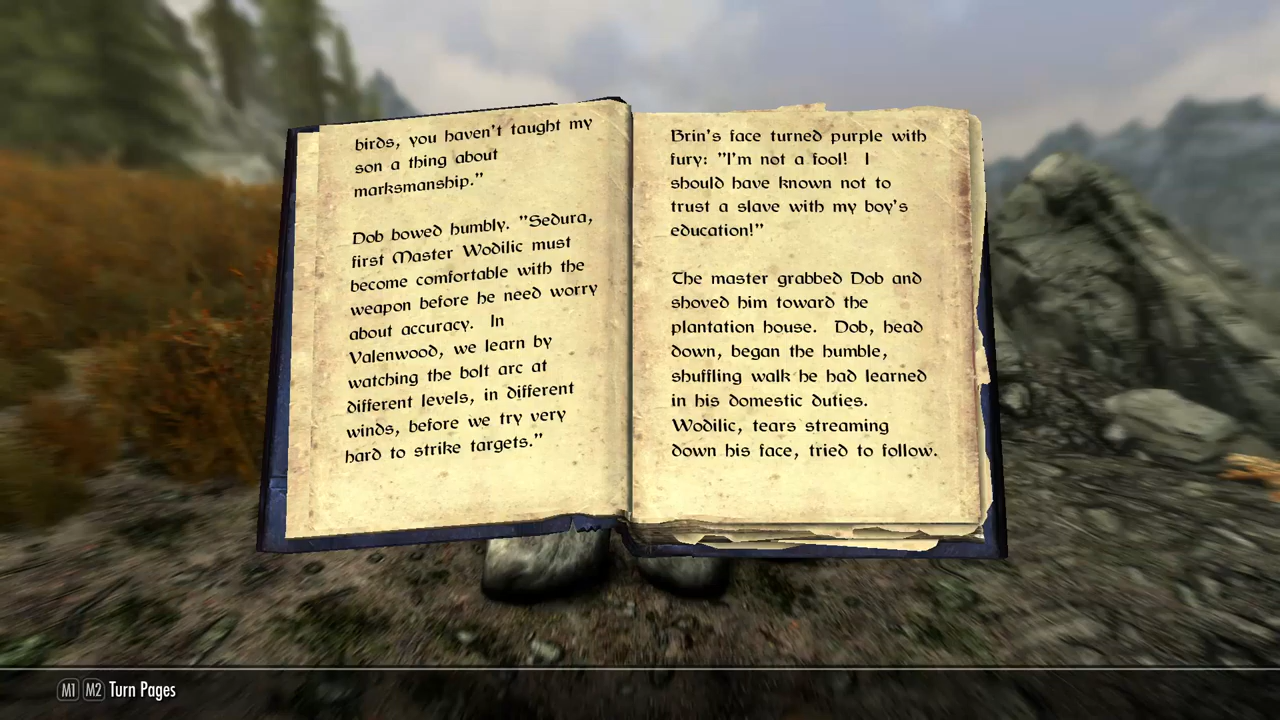 birds, you haven't taught my
son a thing about
marksmanship."
Dob bowed humbly. "Sedura,
first Master Wodilic must
become comfortable with the
weapon before he need worry
about accuracy. In
Valenwood, we learn by
watching the bolt arc at
different levels, in different
winds, before we try very
hard to strike targets."
Brin's face turned purple with
fury: "I'm not a fool! I
should have known not to
trust a slave with my boy's
education!"
The master grabbed Dob and
shoved him toward the
plantation house. Dob, head
down, began the humble,
shuffling walk he had learned
in his domestic duties.
Wodilic, tears streaming
down his face, tried to follow.
M1 M2 Turn Pages